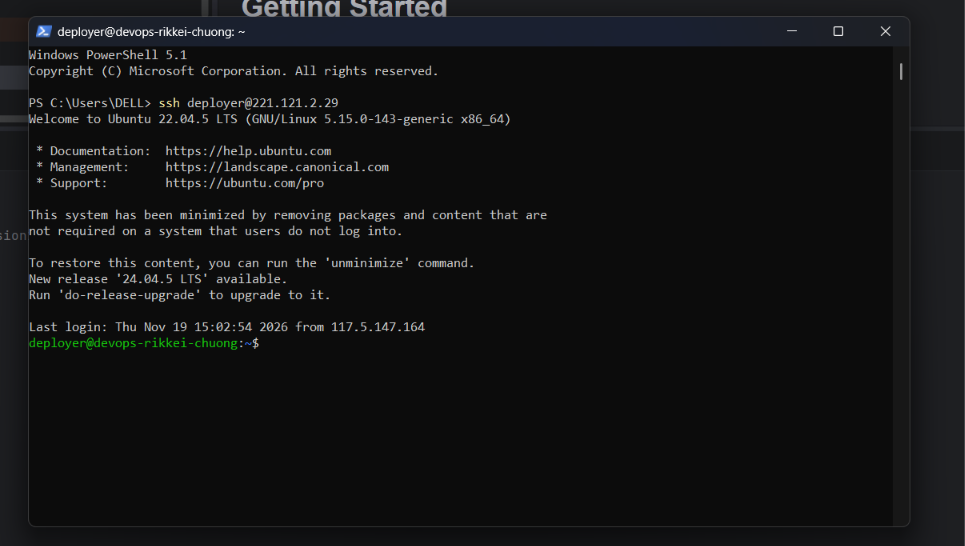 Getting Started
deployer@devops-rikkei-chuong: ~
Windows PowerShell 5.1
Copyright (C) Microsoft Corporation. All rights reserved.
PS C:\Users\DELL> ssh deployer@221.121.2.29
Welcome to Ubuntu 22.04.5 LTS (GNU/Linux 5.15.0-143-generic x86_64)
* Documentation:  https://help.ubuntu.com
* Management:     https://landscape.canonical.com
* Support:        https://ubuntu.com/pro
This system has been minimized by removing packages and content that are
not required on a system that users do not log into.
sion
To restore this content, you can run the 'unminimize' command.
New release '24.04.5 LTS' available.
Run 'do-release-upgrade' to upgrade to it.
Last login: Thu Nov 19 15:02:54 2026 from 117.5.147.164
deployer@devops-rikkei-chuong:~$